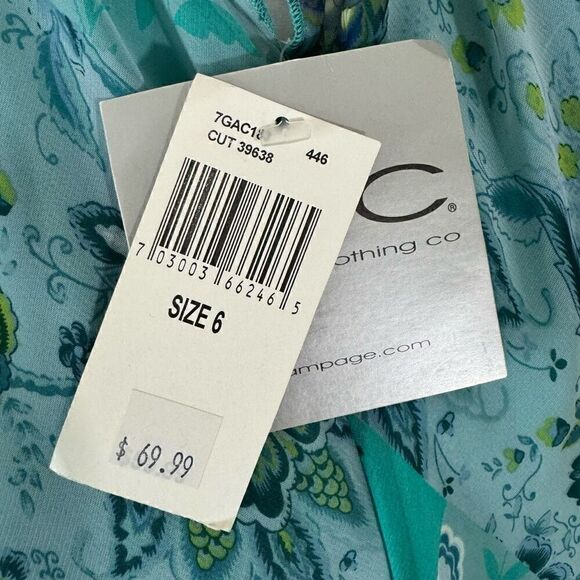 7GAC18
CUT 39638 446
7 03003 66246 5
SIZE 6
$ 69.99
C®
othing co
ampage.com